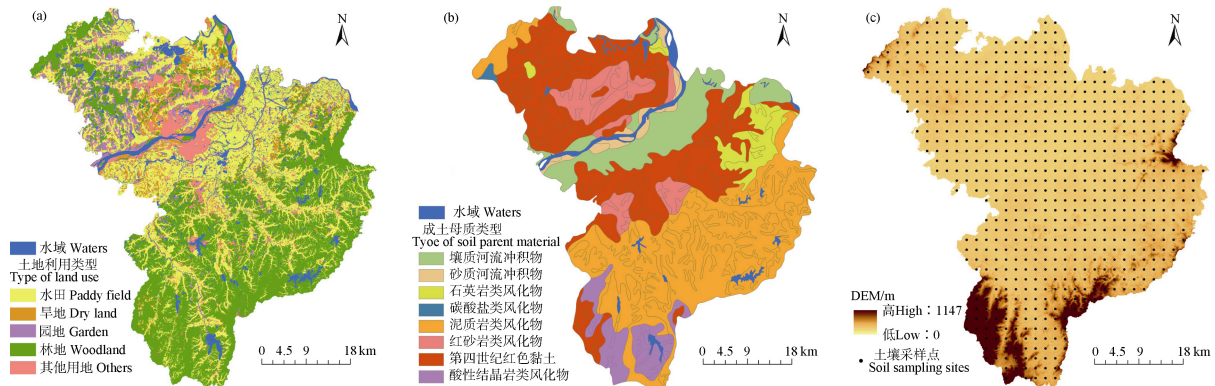 (a)
N
水域 Waters
土地利用类型
Type of land use
水田 Paddy field
旱地 Dry land
园地 Garden
林地 Woodland
其他用地 Others
0 4.5 9 18 km
(b)
N
水域 Waters
成土母质类型
Tyoe of soil parent material
壤质河流冲积物
砂质河流冲积物
石英岩类风化物
碳酸盐类风化物
泥质岩类风化物
红砂岩类风化物
第四世纪红色黏土
酸性结晶岩类风化物
0 4.5 9 18 km
(c)
N
DEM/m
高High：1147
低Low：0
土壤采样点
Soil sampling sites
0 4.5 9 18 km